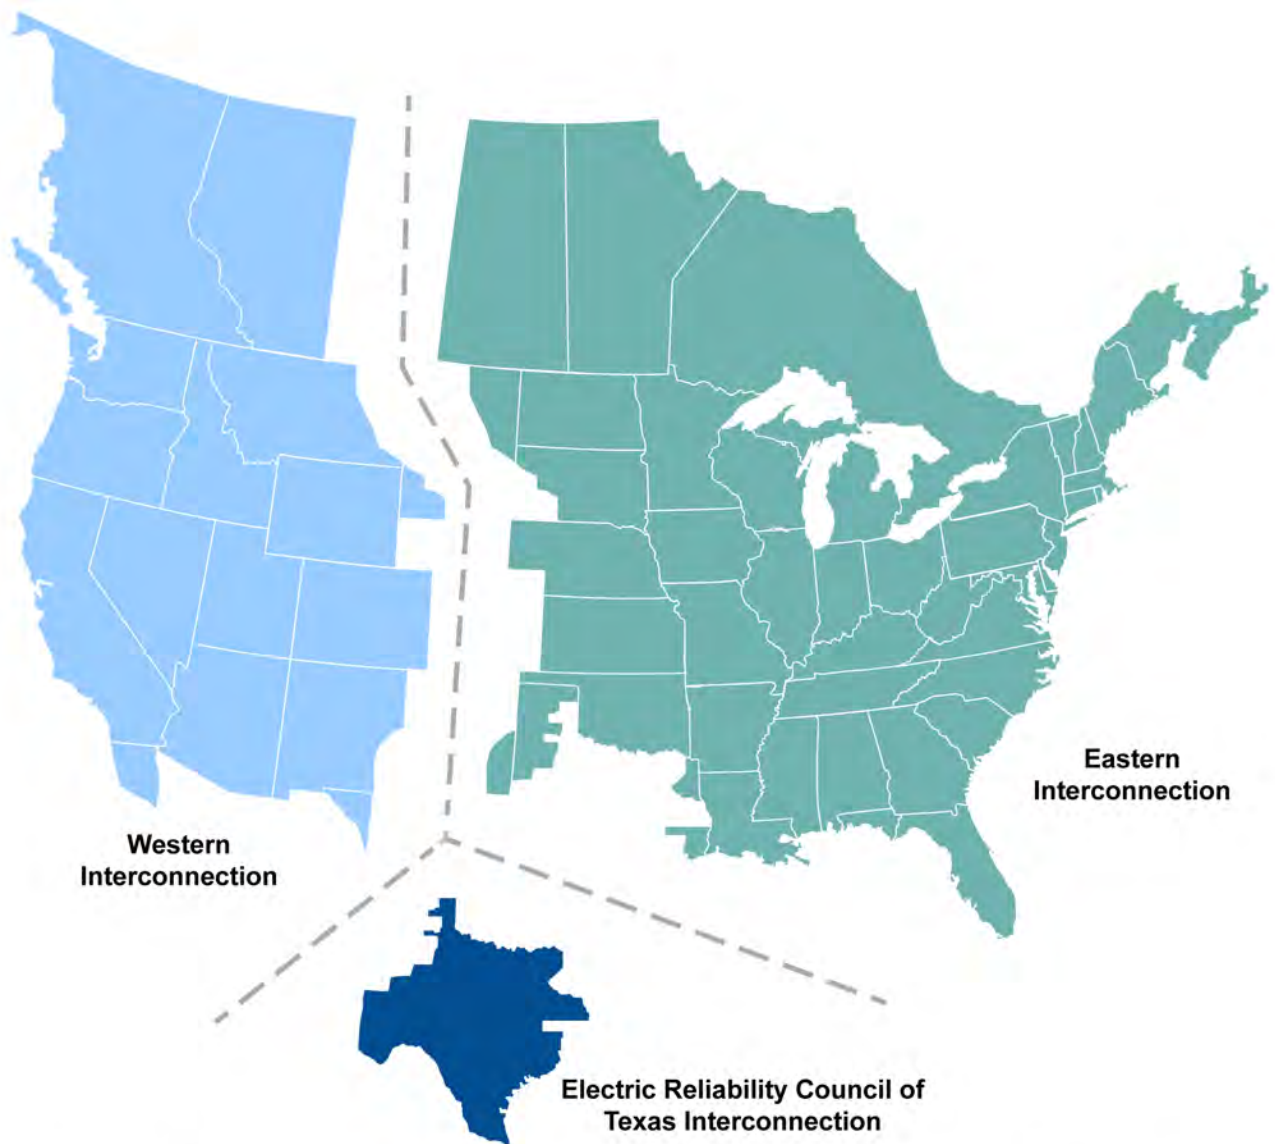 Western
Interconnection
Eastern
Interconnection
Electric Reliability Council of
Texas Interconnection